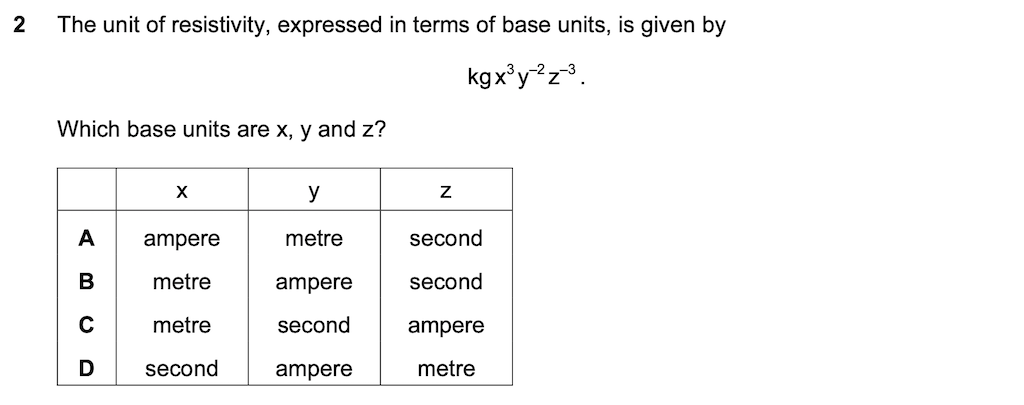 2 The unit of resistivity, expressed in terms of base units, is given by
kg x³ y⁻² z⁻³ .
Which base units are x, y and z?
x y z
A ampere metre second
B metre ampere second
C metre second ampere
D second ampere metre